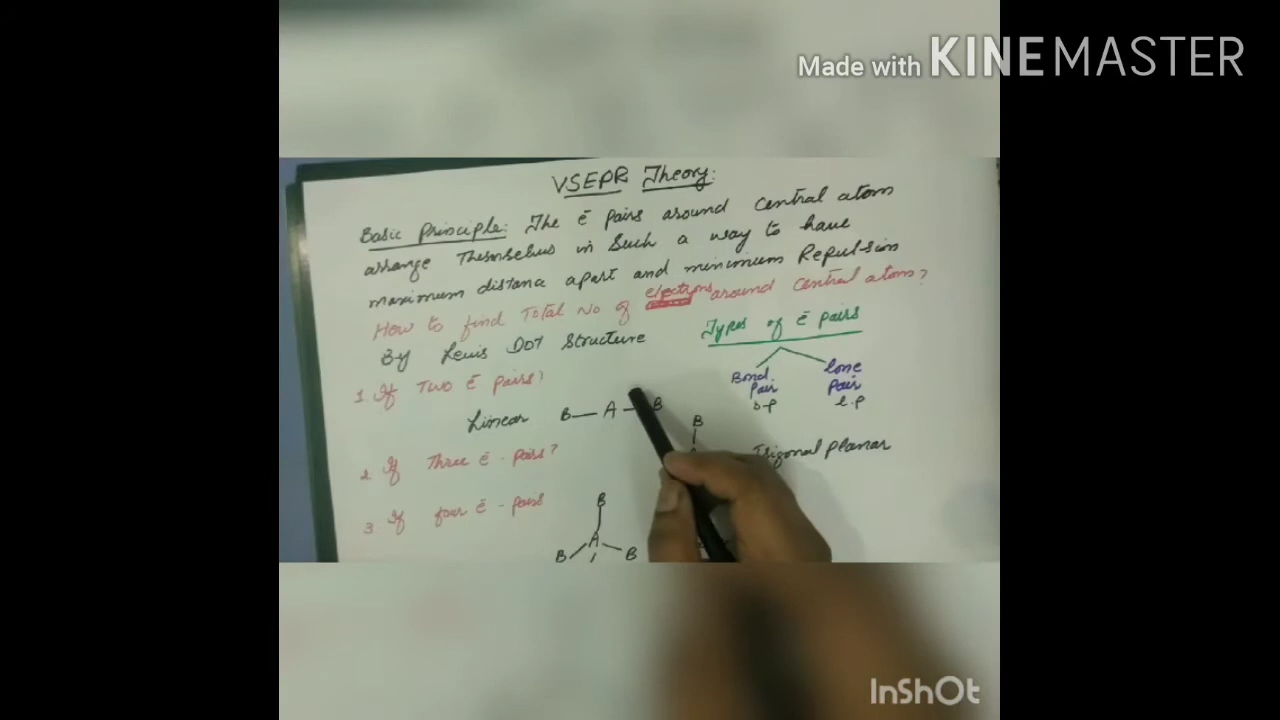 Made with KINEMASTER
VSEPR Theory:
Basic Principle: The ē pairs around central atom
arrange Themselves in such a way to have
maximum distance apart and minimum Repulsion
How to find Total No of electrons around central atom?
By Lewis DOT Structure
Types of ē pairs
Bond Pair b.p
lone Pair l.p
1. If Two ē pairs?
Linear B — A — B
B
Trigonal planar
2. If Three ē - pairs?
3. If four ē - pairs
B
A
B B
InShOt